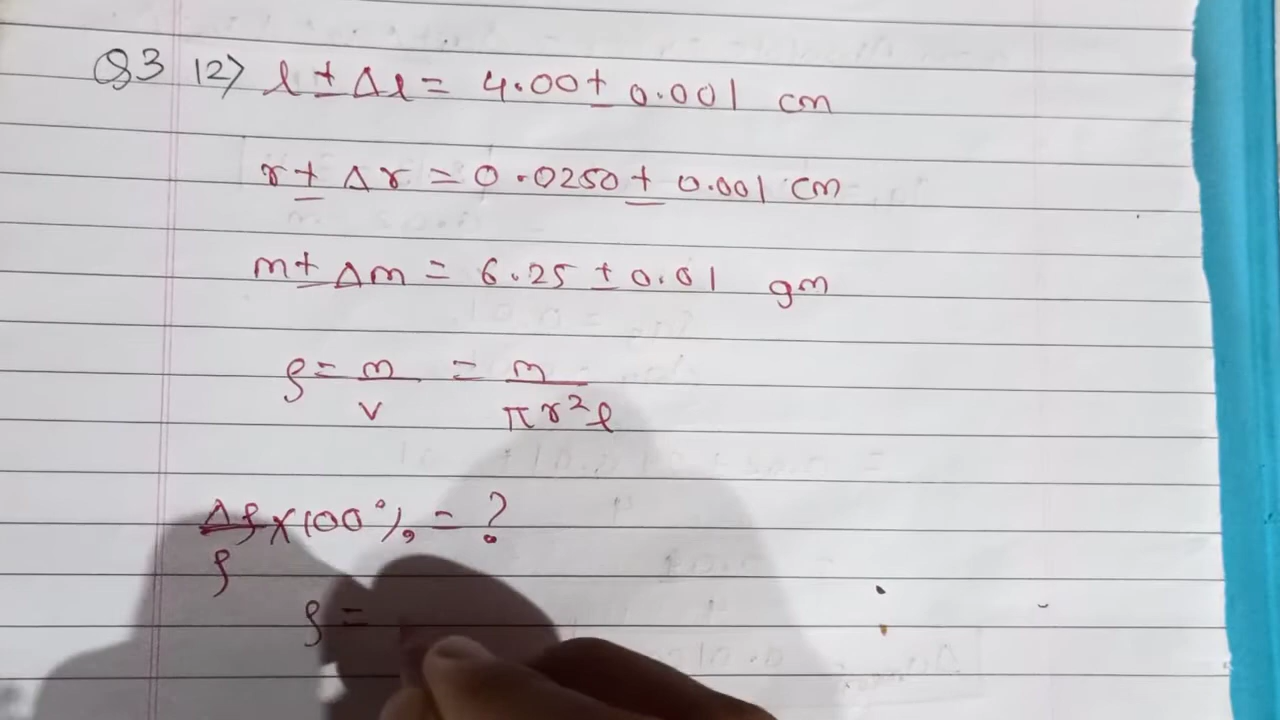 Q3 12> l ± Δl = 4.00 ± 0.001 cm
r ± Δr = 0.0250 ± 0.001 cm
m ± Δm = 6.25 ± 0.01 gm
ρ = m/v = m/πr²l
Δρ/ρ × 100% = ?
ρ =